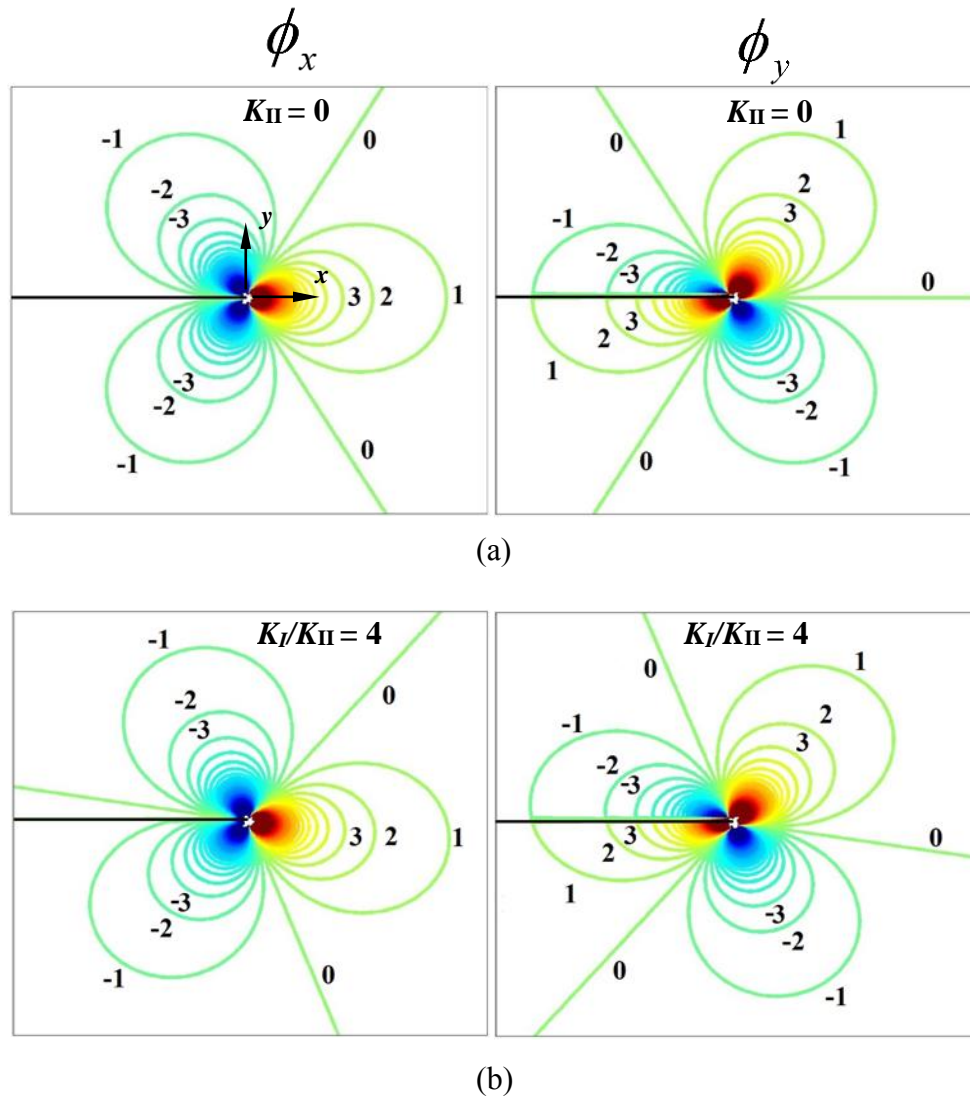 ϕx ϕy
KII = 0 KII = 0
-1 0 0 1
-2 2
-3 3
-1
y -2
-3
x
3 2 1 0
3
2
-3 1 -3
-2 -2
-1 0 0 -1
(a)
KI/KII = 4 KI/KII = 4
-1 0 0 1
-2 2
-3 -1 3
-2
-3
3 2 1 3 0
2
-3 1 -3
-2 -2
-1 0 0 -1
(b)